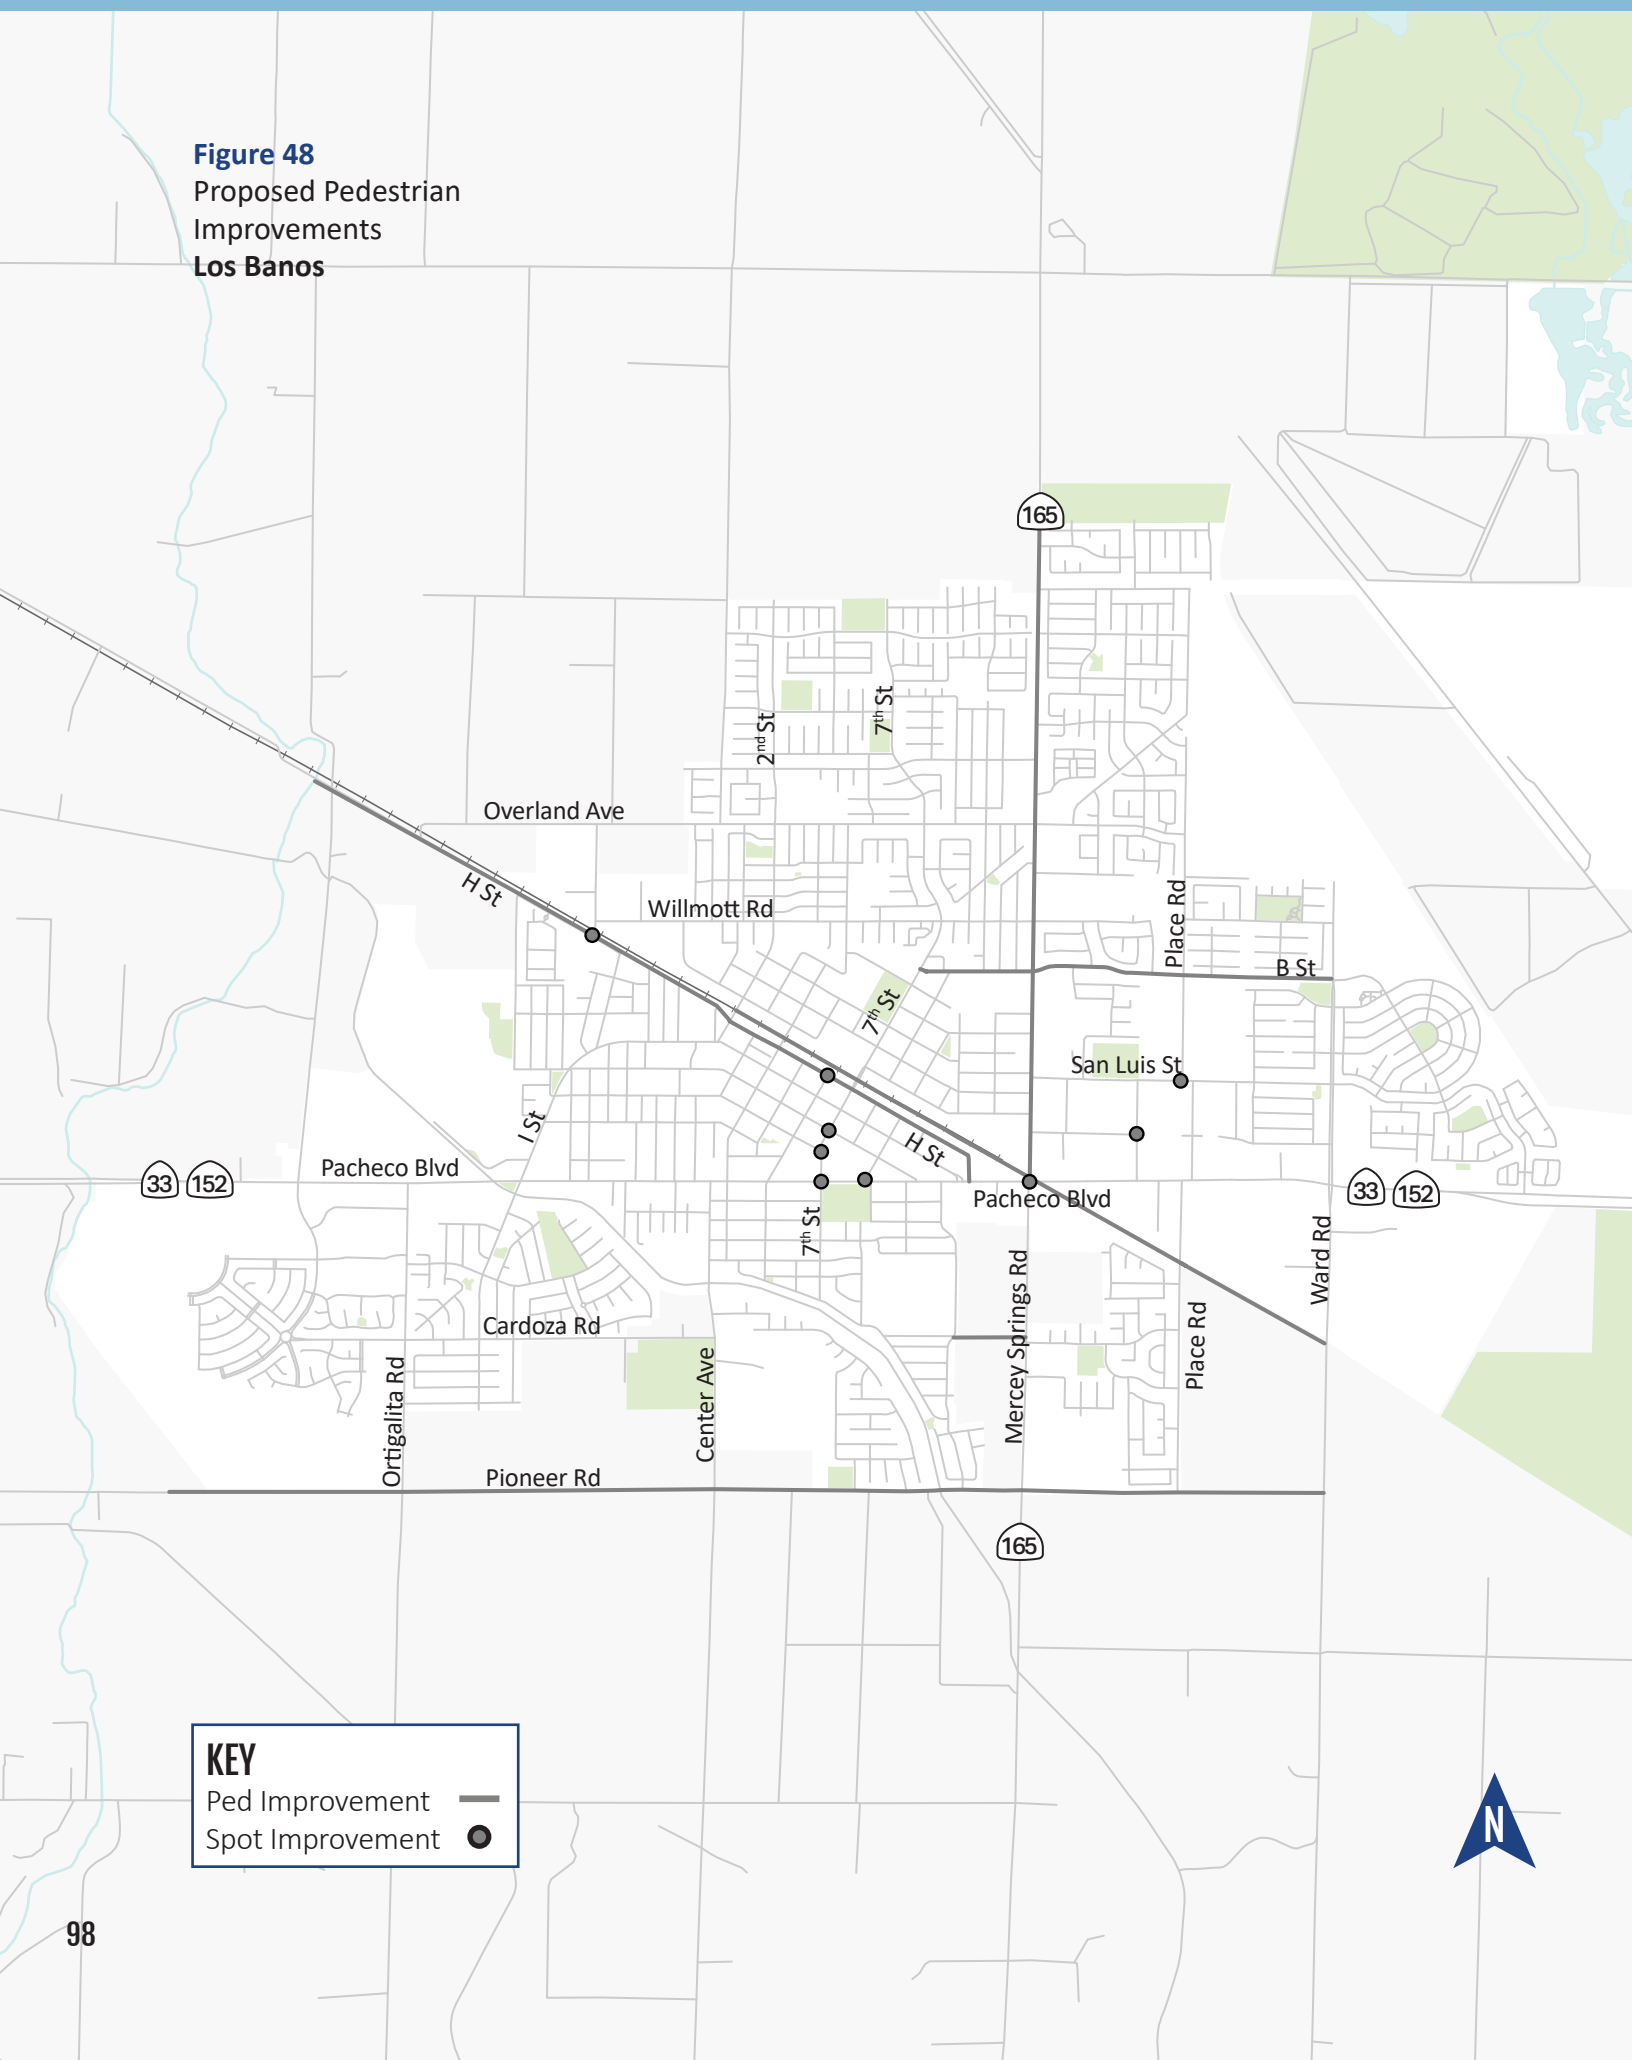 Figure 48
Proposed Pedestrian
Improvements
Los Banos
165
2nd St
7th St
Overland Ave
H St
Willmott Rd
Place Rd
B St
7th St
San Luis St
I St
H St
Pacheco Blvd
33
152
Pacheco Blvd
33
152
7th St
Mercey Springs Rd
Ward Rd
Place Rd
Cardoza Rd
Ortigalita Rd
Center Ave
Pioneer Rd
165
KEY
Ped Improvement
Spot Improvement
N
98